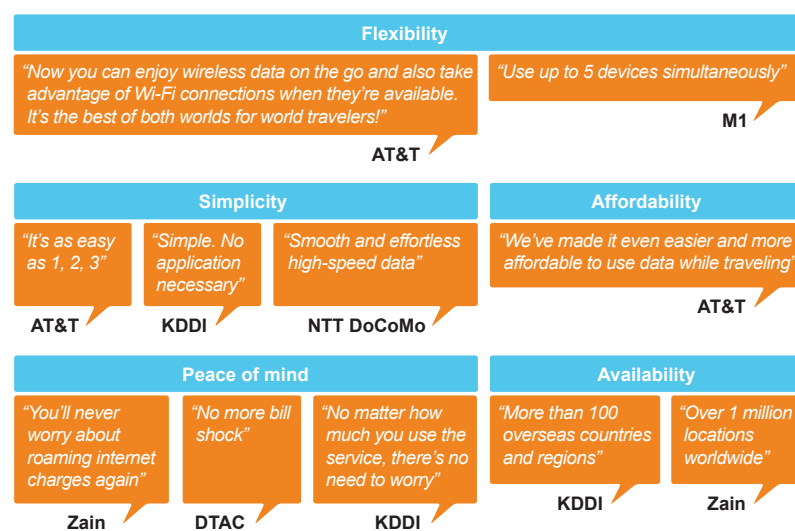 Flexibility
“Now you can enjoy wireless data on the go and also take
advantage of Wi-Fi connections when they’re available.
It’s the best of both worlds for world travelers!”
AT&T
“Use up to 5 devices simultaneously”
M1
Simplicity
“It’s as easy
as 1, 2, 3”
AT&T
“Simple. No
application
necessary”
KDDI
“Smooth and effortless
high-speed data”
NTT DoCoMo
Affordability
“We’ve made it even easier and more
affordable to use data while traveling”
AT&T
Peace of mind
“You’ll never
worry about
roaming internet
charges again”
Zain
“No more bill
shock”
DTAC
“No matter how
much you use the
service, there’s no
need to worry”
KDDI
Availability
“More than 100
overseas countries
and regions”
KDDI
“Over 1 million
locations
worldwide”
Zain